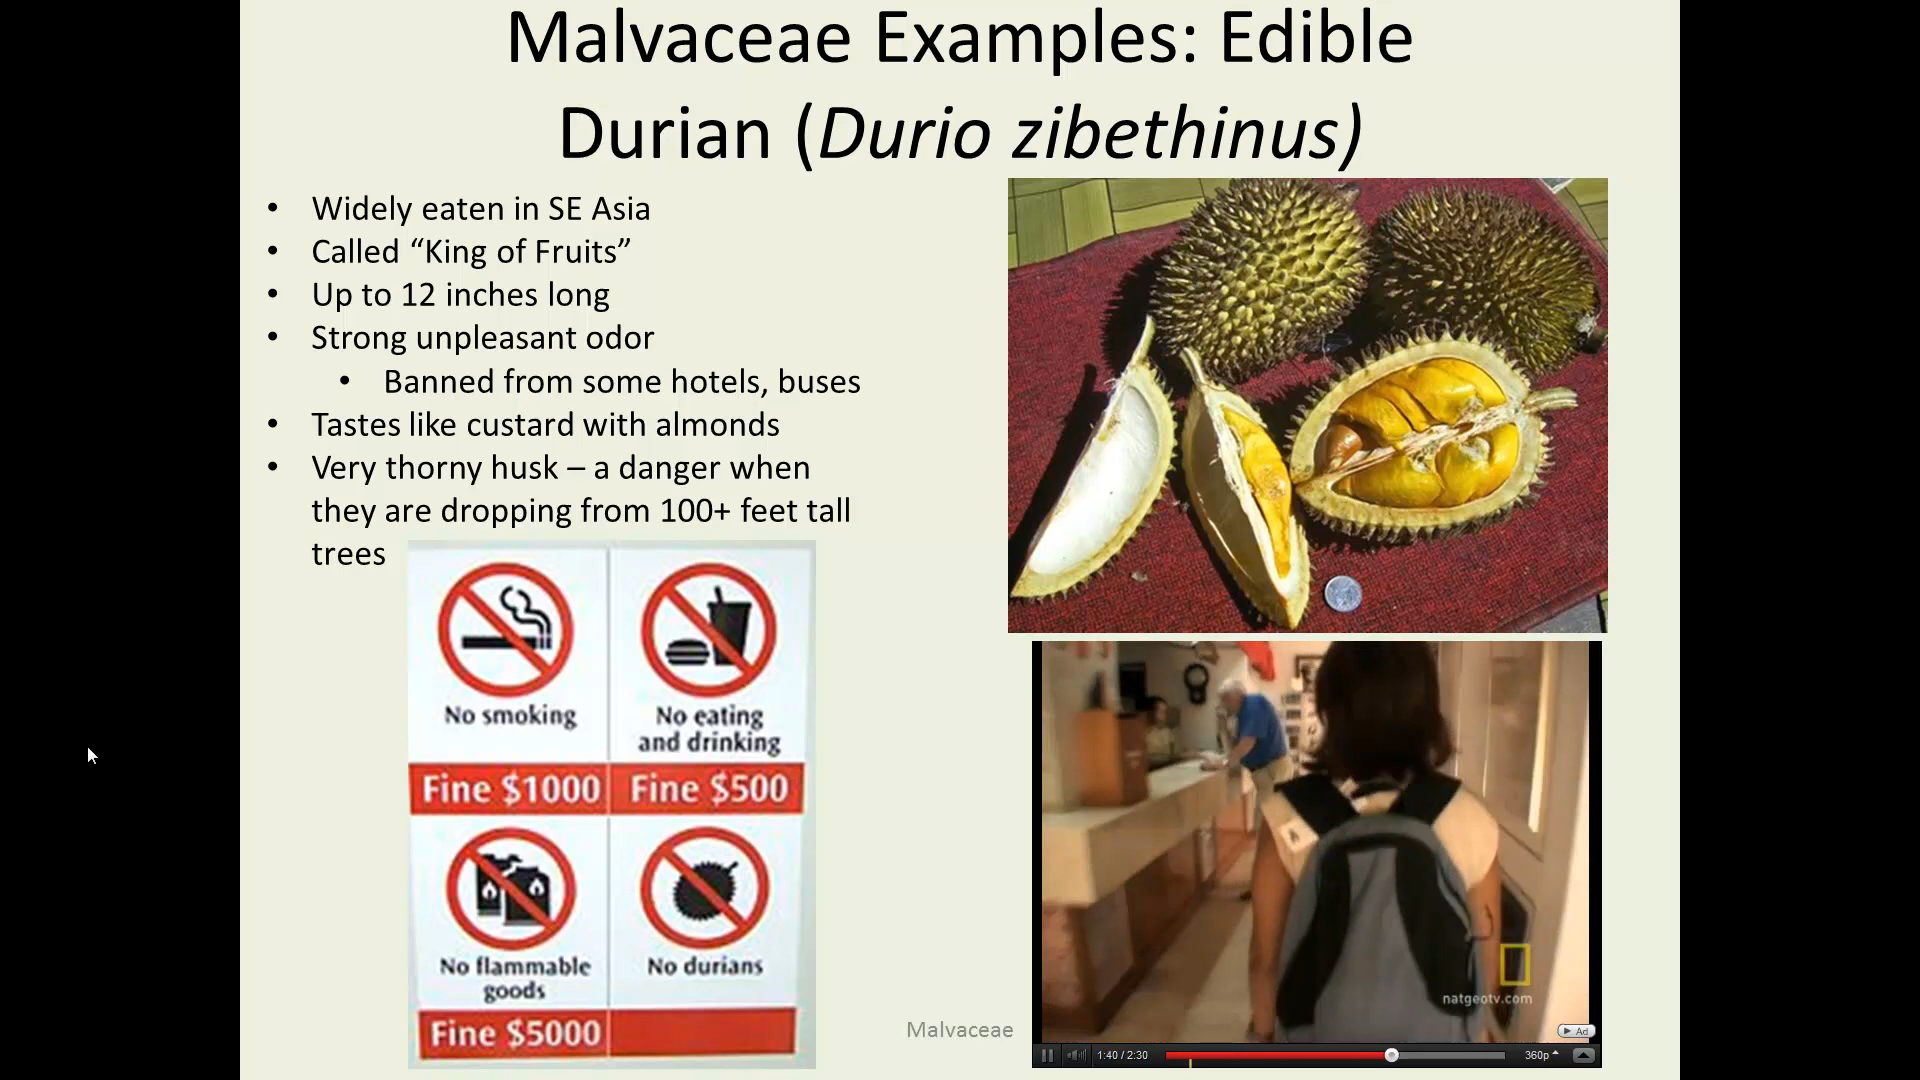 Malvaceae Examples: Edible
Durian (Durio zibethinus)
• Widely eaten in SE Asia
• Called “King of Fruits”
• Up to 12 inches long
• Strong unpleasant odor
• Banned from some hotels, buses
• Tastes like custard with almonds
• Very thorny husk – a danger when
they are dropping from 100+ feet tall
trees
No smoking
Fine $1000
No eating
and drinking
Fine $500
No flammable
goods
Fine $5000
No durians
Malvaceae
natgeotv.com
Ad
1:40 / 2:30
360p